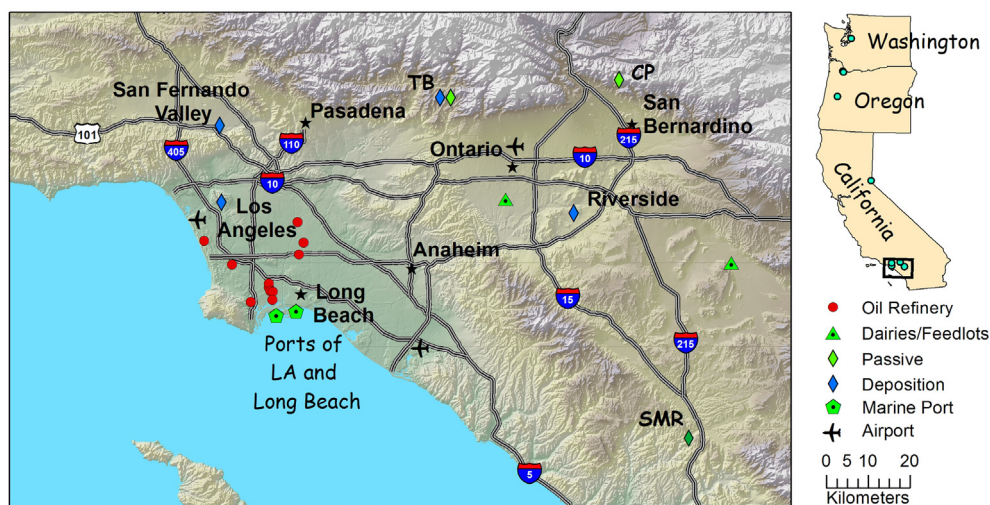 TB
CP
San Fernando
Valley
Pasadena
San
Bernardino
101
405
110
215
Ontario
10
10
Los
Angeles
Riverside
Anaheim
Long
Beach
15
215
Ports of
LA and
Long Beach
SMR
5
Washington
Oregon
California
Oil Refinery
Dairies/Feedlots
Passive
Deposition
Marine Port
Airport
0 5 10 20
Kilometers